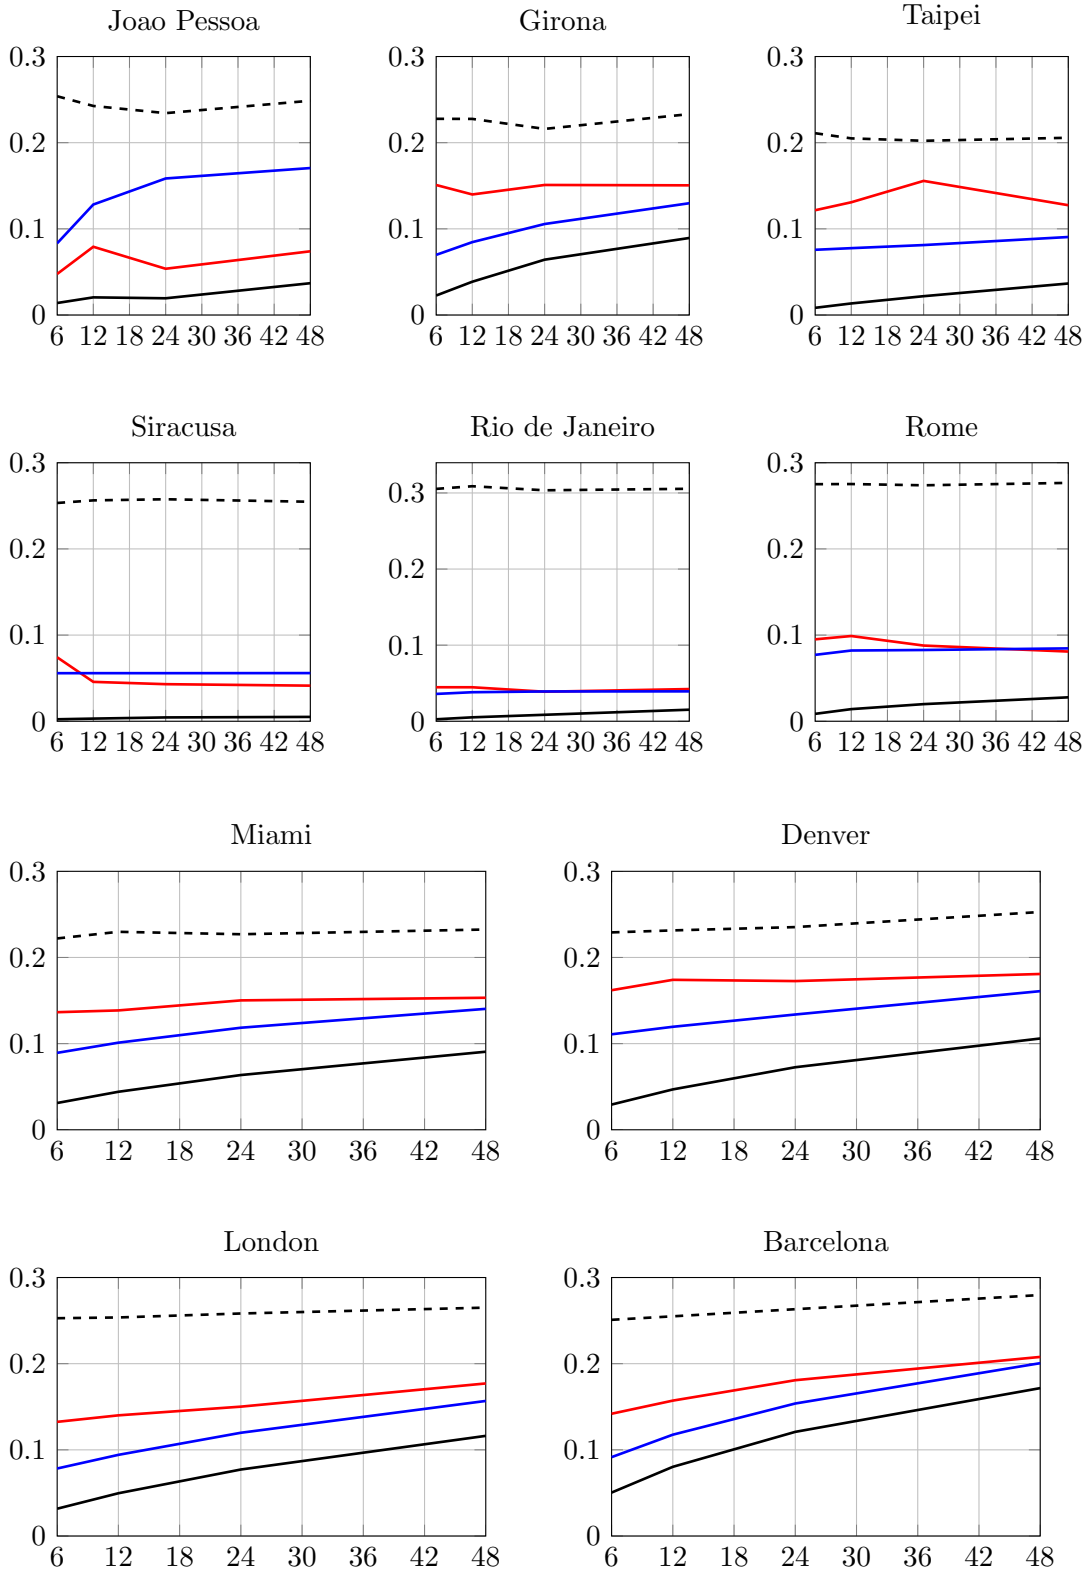 Joao Pessoa Girona Taipei
0.3 0.3 0.3
0.2 0.2 0.2
0.1 0.1 0.1
0 0 0
6 12 18 24 30 36 42 48 6 12 18 24 30 36 42 48 6 12 18 24 30 36 42 48
Siracusa Rio de Janeiro Rome
0.3 0.3 0.3
0.2 0.2 0.2
0.1 0.1 0.1
0 0 0
6 12 18 24 30 36 42 48 6 12 18 24 30 36 42 48 6 12 18 24 30 36 42 48
Miami Denver
0.3 0.3
0.2 0.2
0.1 0.1
0 0
6 12 18 24 30 36 42 48 6 12 18 24 30 36 42 48
London Barcelona
0.3 0.3
0.2 0.2
0.1 0.1
0 0
6 12 18 24 30 36 42 48 6 12 18 24 30 36 42 48